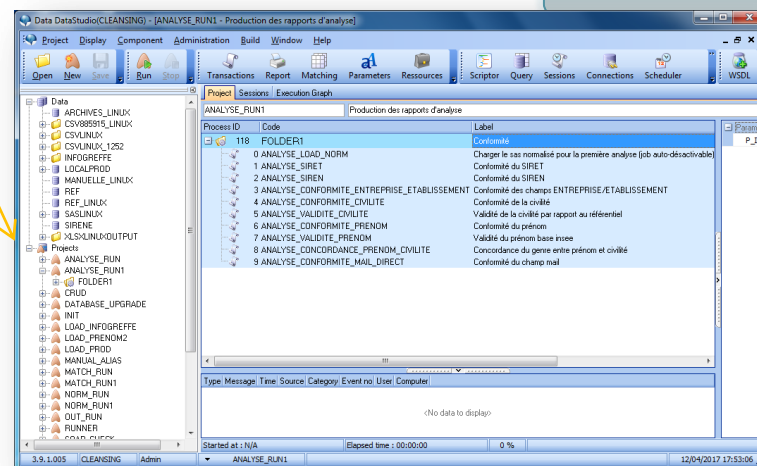 Data DataStudio(CLEANSING) - [ANALYSE_RUN1 - Production des rapports d'analyse]
Project Display Component Administration Build Window Help
Open New Save Run Stop Transactions Report Matching Parameters Ressources Scriptor Query Sessions Connections Scheduler WSDL
Data
ARCHIVES_LINUX
CSV885915_LINUX
CSVLINUX
CSVLINUX_1252
INFOGREFFE
LOCALPROD
MANUELLE_LINUX
REF
REF_LINUX
SASLINUX
SIRENE
XLSXLINUXOUTPUT
Projects
ANALYSE_RUN
ANALYSE_RUN1
FOLDER1
CRUD
DATABASE_UPGRADE
INIT
LOAD_INFOGREFFE
LOAD_PRENOM2
LOAD_PROD
MANUAL_ALIAS
MATCH_RUN
MATCH_RUN1
NORM_RUN
NORM_RUN1
OUT_RUN
RUNNER
Project Sessions Execution Graph
ANALYSE_RUN1 Production des rapports d'analyse
Process ID Code Label
118 FOLDER1 Conformité
0 ANALYSE_LOAD_NORM Charger le sas normalisé pour la première analyse (job auto-désactivable)
1 ANALYSE_SIRET Conformité du SIRET
2 ANALYSE_SIREN Conformité du SIREN
3 ANALYSE_CONFORMITE_ENTREPRISE_ETABLISSEMENT Conformité des champs ENTREPRISE/ETABLISSEMENT
4 ANALYSE_CONFORMITE_CIVILITE Conformité de la civilité
5 ANALYSE_VALIDITE_CIVILITE Validité de la civilité par rapport au référentiel
6 ANALYSE_CONFORMITE_PRENOM Conformité du prénom
7 ANALYSE_VALIDITE_PRENOM Validité du prénom base insee
8 ANALYSE_CONCORDANCE_PRENOM_CIVILITE Concordance du genre entre prénom et civilité
9 ANALYSE_CONFORMITE_MAIL_DIRECT Conformité du champ mail
Type Message Time Source Category Event no User Computer
<No data to display>
Started at : N/A Elapsed time : 00:00:00 0 %
3.9.1.005 CLEANSING Admin ANALYSE_RUN1 12/04/2017 17:53:06